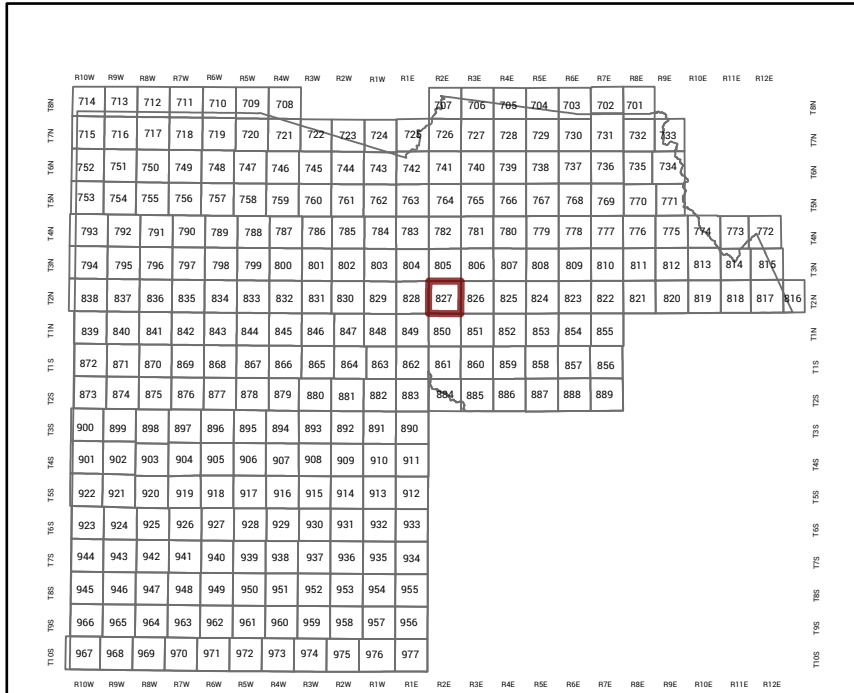 R10W R9W R8W R7W R6W R5W R4W R3W R2W R1W R1E R2E R3E R4E R5E R6E R7E R8E R9E R10E R11E R12E
T8N 714 713 712 711 710 709 708 707 706 705 704 703 702 701 T8N
T7N 715 716 717 718 719 720 721 722 723 724 725 726 727 728 729 730 731 732 733 T7N
T6N 752 751 750 749 748 747 746 745 744 743 742 741 740 739 738 737 736 735 734 T6N
T5N 753 754 755 756 757 758 759 760 761 762 763 764 765 766 767 768 769 770 771 T5N
T4N 793 792 791 790 789 788 787 786 785 784 783 782 781 780 779 778 777 776 775 774 773 772 T4N
T3N 794 795 796 797 798 799 800 801 802 803 804 805 806 807 808 809 810 811 812 813 814 815 T3N
T2N 838 837 836 835 834 833 832 831 830 829 828 827 826 825 824 823 822 821 820 819 818 817 816 T2N
T1N 839 840 841 842 843 844 845 846 847 848 849 850 851 852 853 854 855 T1N
T1S 872 871 870 869 868 867 866 865 864 863 862 861 860 859 858 857 856 T1S
T2S 873 874 875 876 877 878 879 880 881 882 883 884 885 886 887 888 889 T2S
T3S 900 899 898 897 896 895 894 893 892 891 890 T3S
T4S 901 902 903 904 905 906 907 908 909 910 911 T4S
T5S 922 921 920 919 918 917 916 915 914 913 912 T5S
T6S 923 924 925 926 927 928 929 930 931 932 933 T6S
T7S 944 943 942 941 940 939 938 937 936 935 934 T7S
T8S 945 946 947 948 949 950 951 952 953 954 955 T8S
T9S 966 965 964 963 962 961 960 959 958 957 956 T9S
T10S 967 968 969 970 971 972 973 974 975 976 977 T10S
R10W R9W R8W R7W R6W R5W R4W R3W R2W R1W R1E R2E R3E R4E R5E R6E R7E R8E R9E R10E R11E R12E